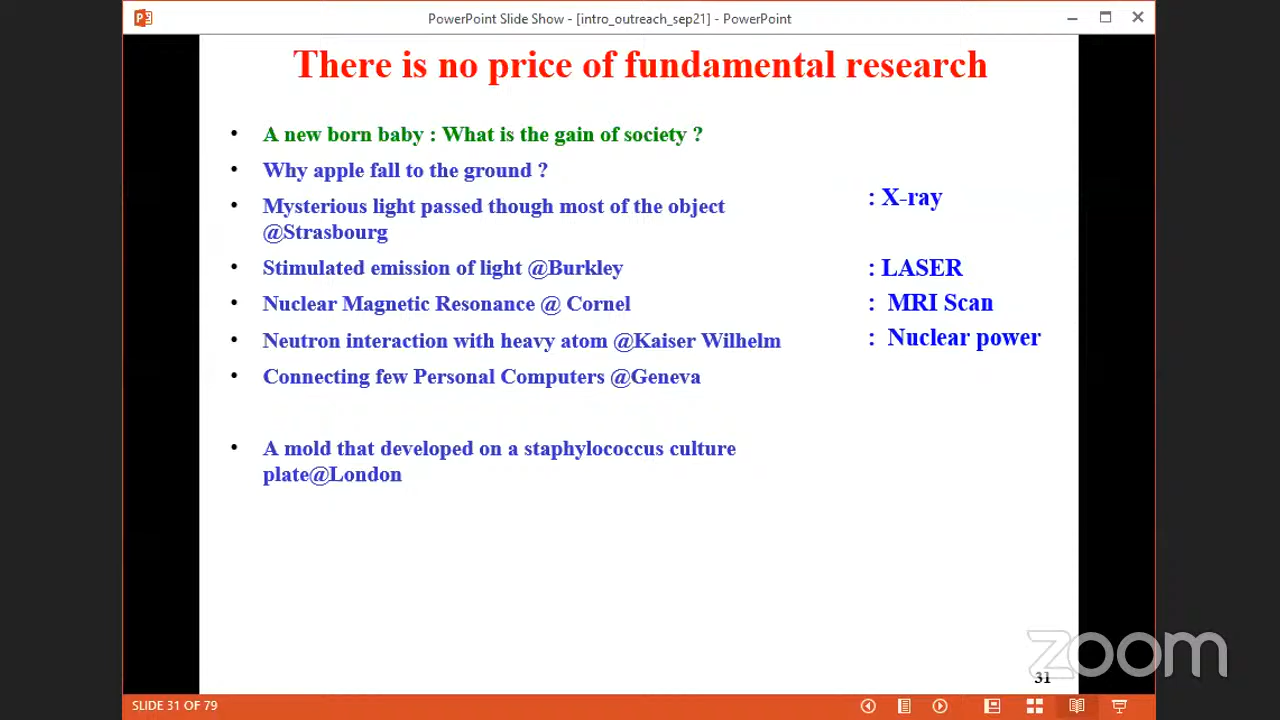 PowerPoint Slide Show - [intro_outreach_sep21] - PowerPoint
There is no price of fundamental research
• A new born baby : What is the gain of society ?
• Why apple fall to the ground ?
• Mysterious light passed though most of the object
@Strasbourg
: X-ray
• Stimulated emission of light @Burkley
: LASER
• Nuclear Magnetic Resonance @ Cornel
: MRI Scan
• Neutron interaction with heavy atom @Kaiser Wilhelm
: Nuclear power
• Connecting few Personal Computers @Geneva
• A mold that developed on a staphylococcus culture
plate@London
zoom
31
SLIDE 31 OF 79